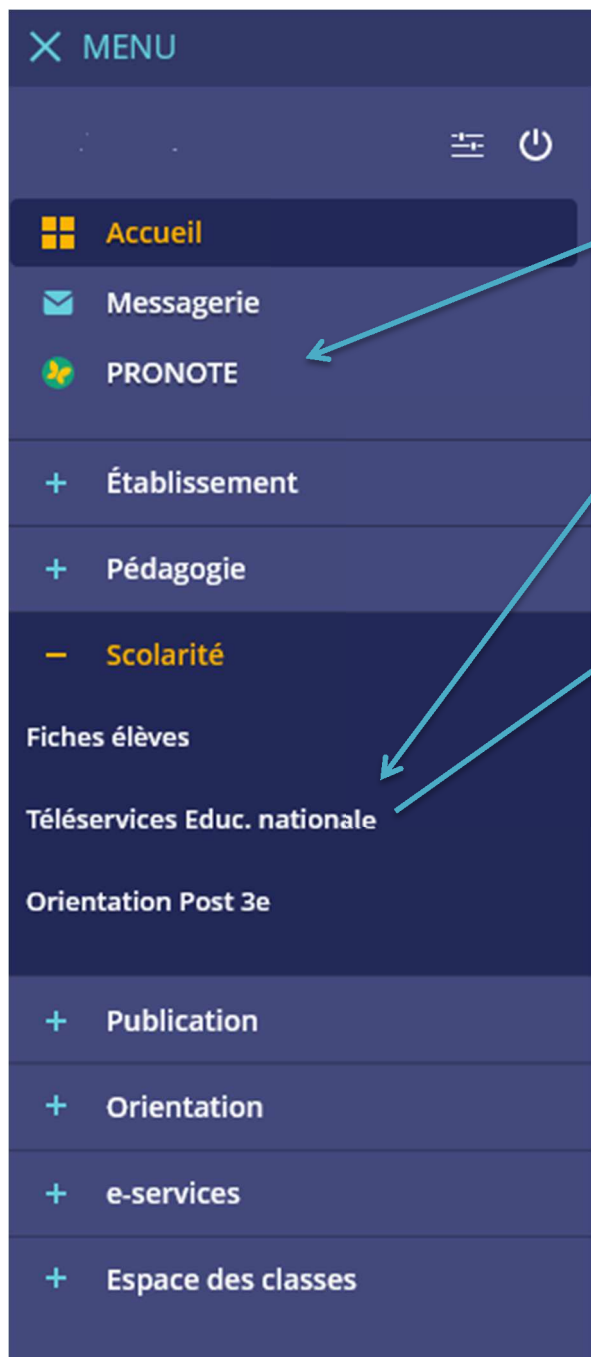 MENU
Accueil
Messagerie
PRONOTE
Établissement
Pédagogie
Scolarité
Fiches élèves
Téléservices Educ. nationale
Orientation Post 3e
Publication
Orientation
e-services
Espace des classes